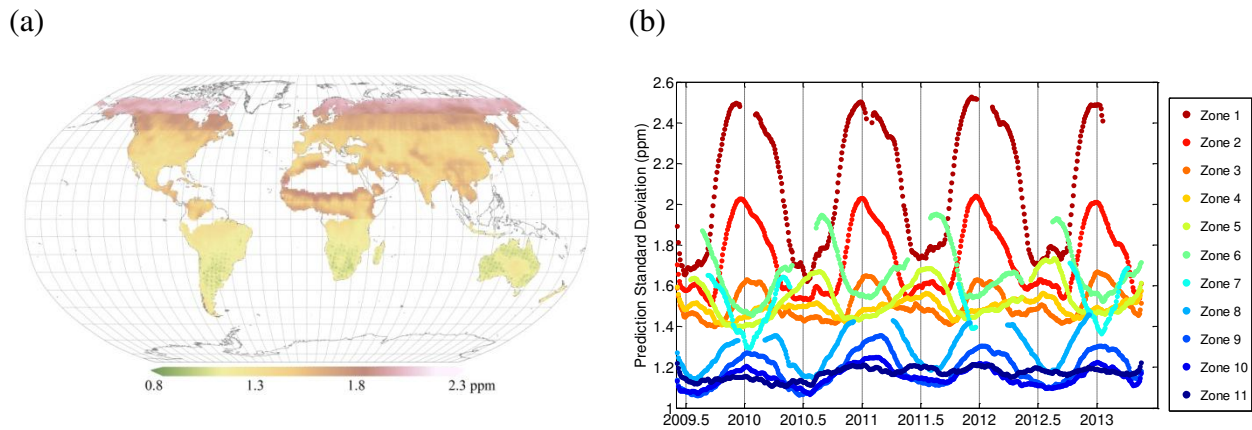 (a)
(b)
0.8 1.3 1.8 2.3 ppm
Prediction Standard Deviation (ppm)
2.6
2.4
2.2
2
1.8
1.6
1.4
1.2
1
2009.5 2010 2010.5 2011 2011.5 2012 2012.5 2013
Zone 1
Zone 2
Zone 3
Zone 4
Zone 5
Zone 6
Zone 7
Zone 8
Zone 9
Zone 10
Zone 11